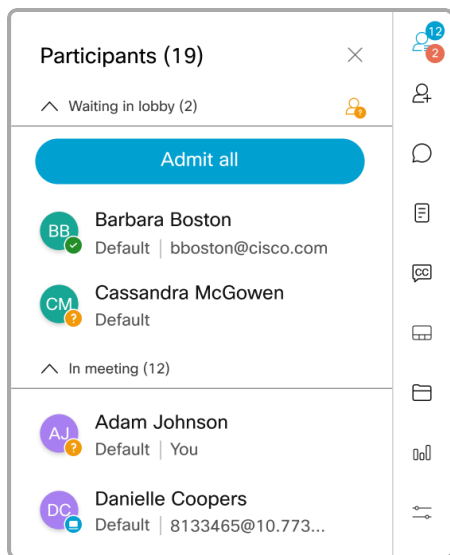 Participants (19)
12
2
Waiting in lobby (2)
?
Admit all
BB
Barbara Boston
Default | bboston@cisco.com
CM
?
Cassandra McGowen
Default
In meeting (12)
AJ
?
Adam Johnson
Default | You
DC
Danielle Coopers
Default | 8133465@10.773...
CC